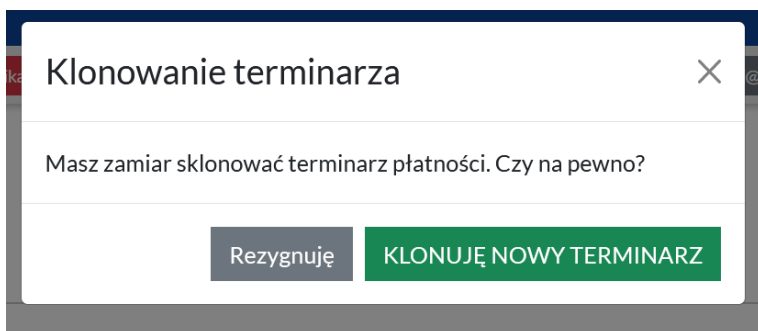 Klonowanie terminarza
Masz zamiar sklonować terminarz płatności. Czy na pewno?
Rezygnuję KLONUJĘ NOWY TERMINARZ